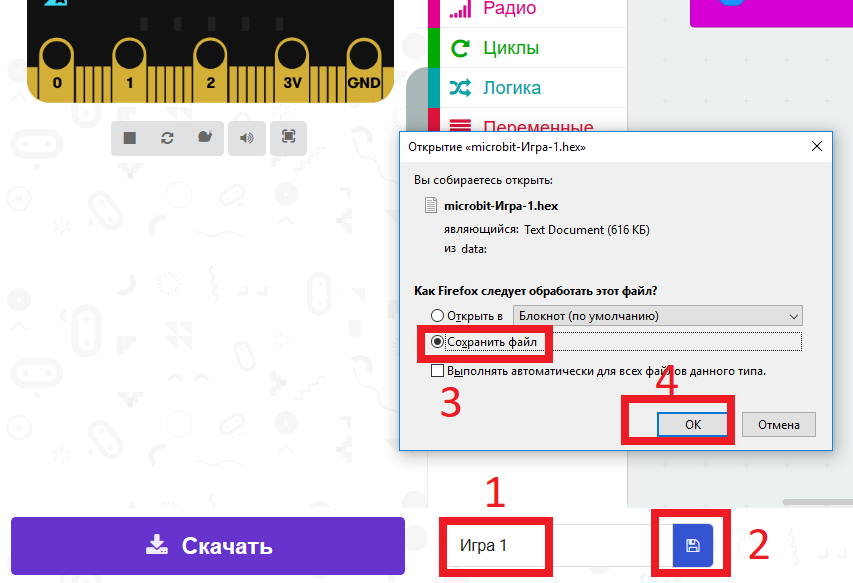 Радио
Циклы
Логика
Переменные
0 1 2 3V GND
Открытие «microbit-Игра-1.hex»
Вы собираетесь открыть:
microbit-Игра-1.hex
являющийся: Text Document (616 КБ)
из data:
Как Firefox следует обработать этот файл?
Открыть в Блокнот (по умолчанию)
Сохранить файл
Выполнять автоматически для всех файлов данного типа.
3
4
ОК Отмена
1
Скачать
Игра 1
2